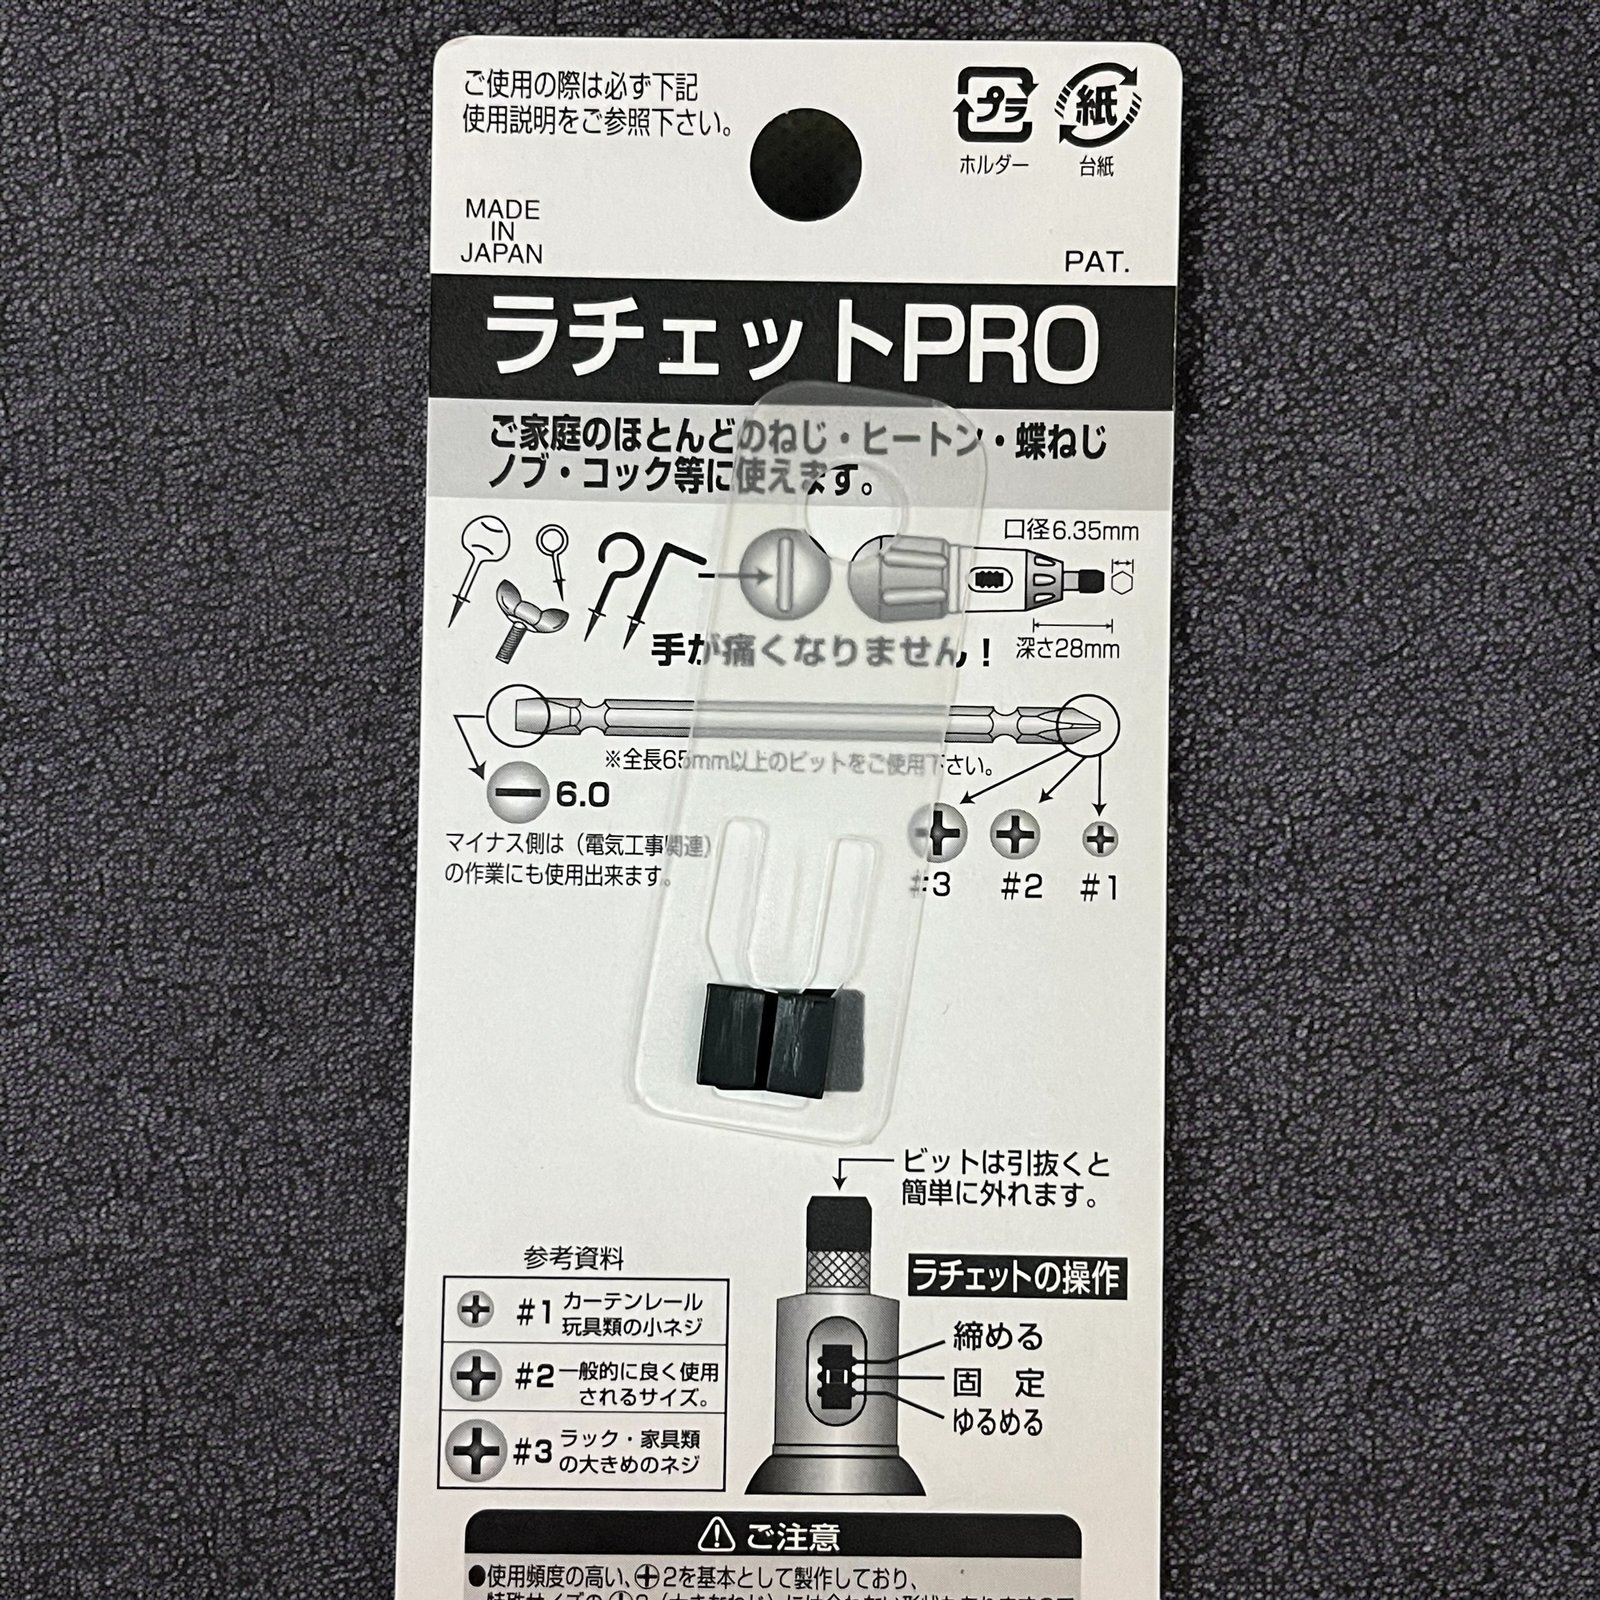 ご使用の際は必ず下記
使用説明をご参照下さい。
プラ
ホルダー
紙
台紙
MADE
IN
JAPAN
PAT.
ラチェットPRO
ご家庭のほとんどのねじ・ヒートン・蝶ねじ
ノブ・コック等に使えます。
口径6.35mm
深さ28mm
手が痛くなりません！
※全長65mm以上のビットをご使用下さい。
6.0
マイナス側は（電気工事関連）
の作業にも使用出来ます。
#3
#2
#1
ビットは引抜くと
簡単に外れます。
参考資料
#1 カーテンレール
玩具類の小ネジ
#2 一般的に良く使用
されるサイズ。
#3 ラック・家具類
の大きめのネジ
ラチェットの操作
締める
固 定
ゆるめる
ご注意
●使用頻度の高い、2を基本として製作しており、